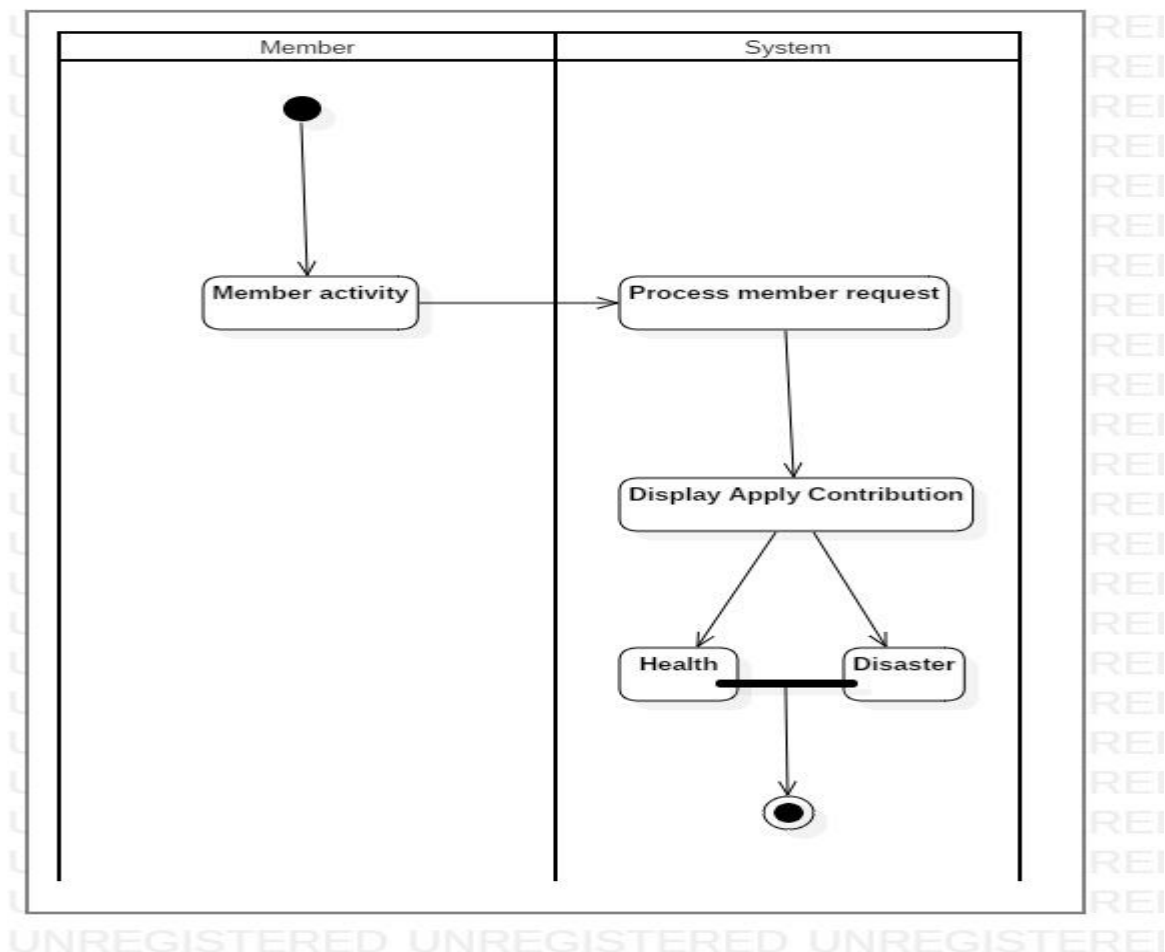 Member
System
Member activity
Process member request
Display Apply Contribution
Health
Disaster
UNREGISTERED UNREGISTERED UNREGISTERED